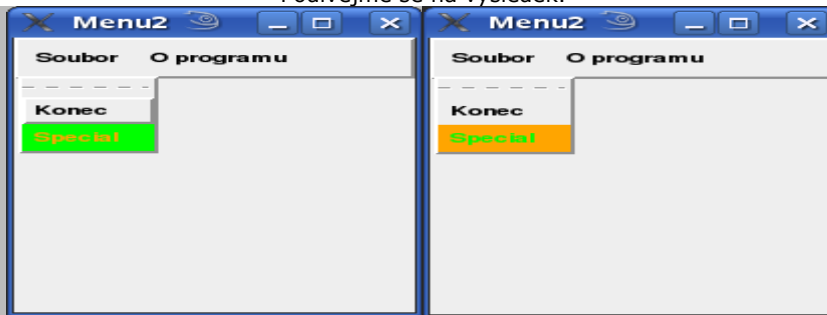 Podívejme se na výsledek:
Menu2 Menu2
Soubor O programu Soubor O programu
Konec Konec
Special Special